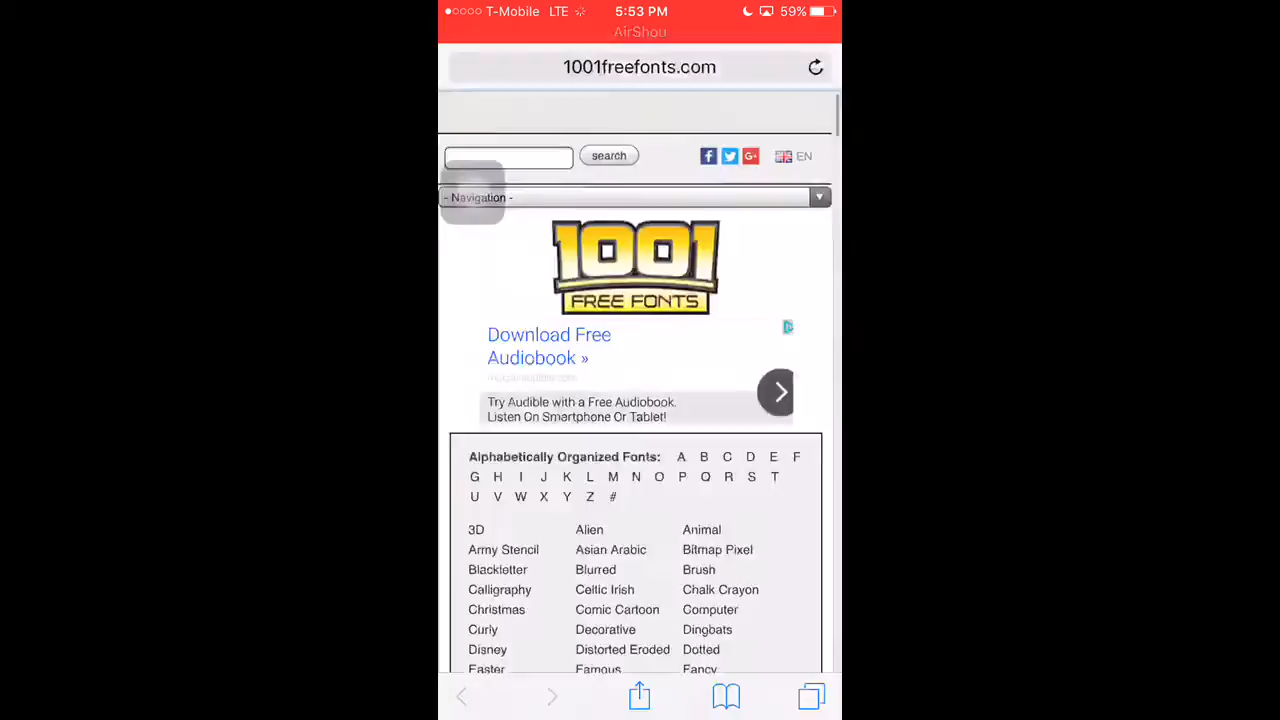 T-Mobile LTE 5:53 PM 59%
AirShou
1001freefonts.com
search EN
- Navigation -
1001
FREE FONTS
Download Free
Audiobook »
Try Audible with a Free Audiobook.
Listen On Smartphone Or Tablet!
Alphabetically Organized Fonts: A B C D E F
G H I J K L M N O P Q R S T
U V W X Y Z #
3D Alien Animal
Army Stencil Asian Arabic Bitmap Pixel
Blackletter Blurred Brush
Calligraphy Celtic Irish Chalk Crayon
Christmas Comic Cartoon Computer
Curly Decorative Dingbats
Disney Distorted Eroded Dotted
Easter Famous Fancy